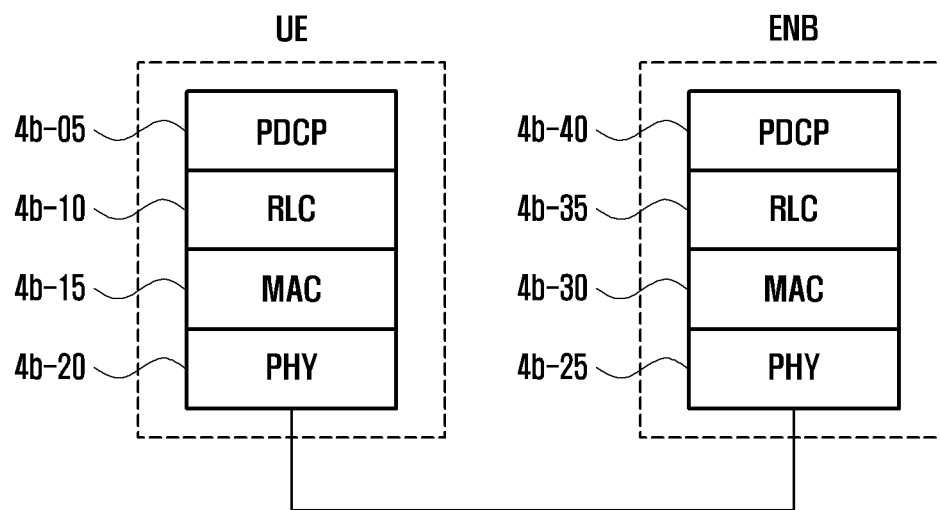 UE ENB
4b-05 PDCP 4b-40 PDCP
4b-10 RLC 4b-35 RLC
4b-15 MAC 4b-30 MAC
4b-20 PHY 4b-25 PHY